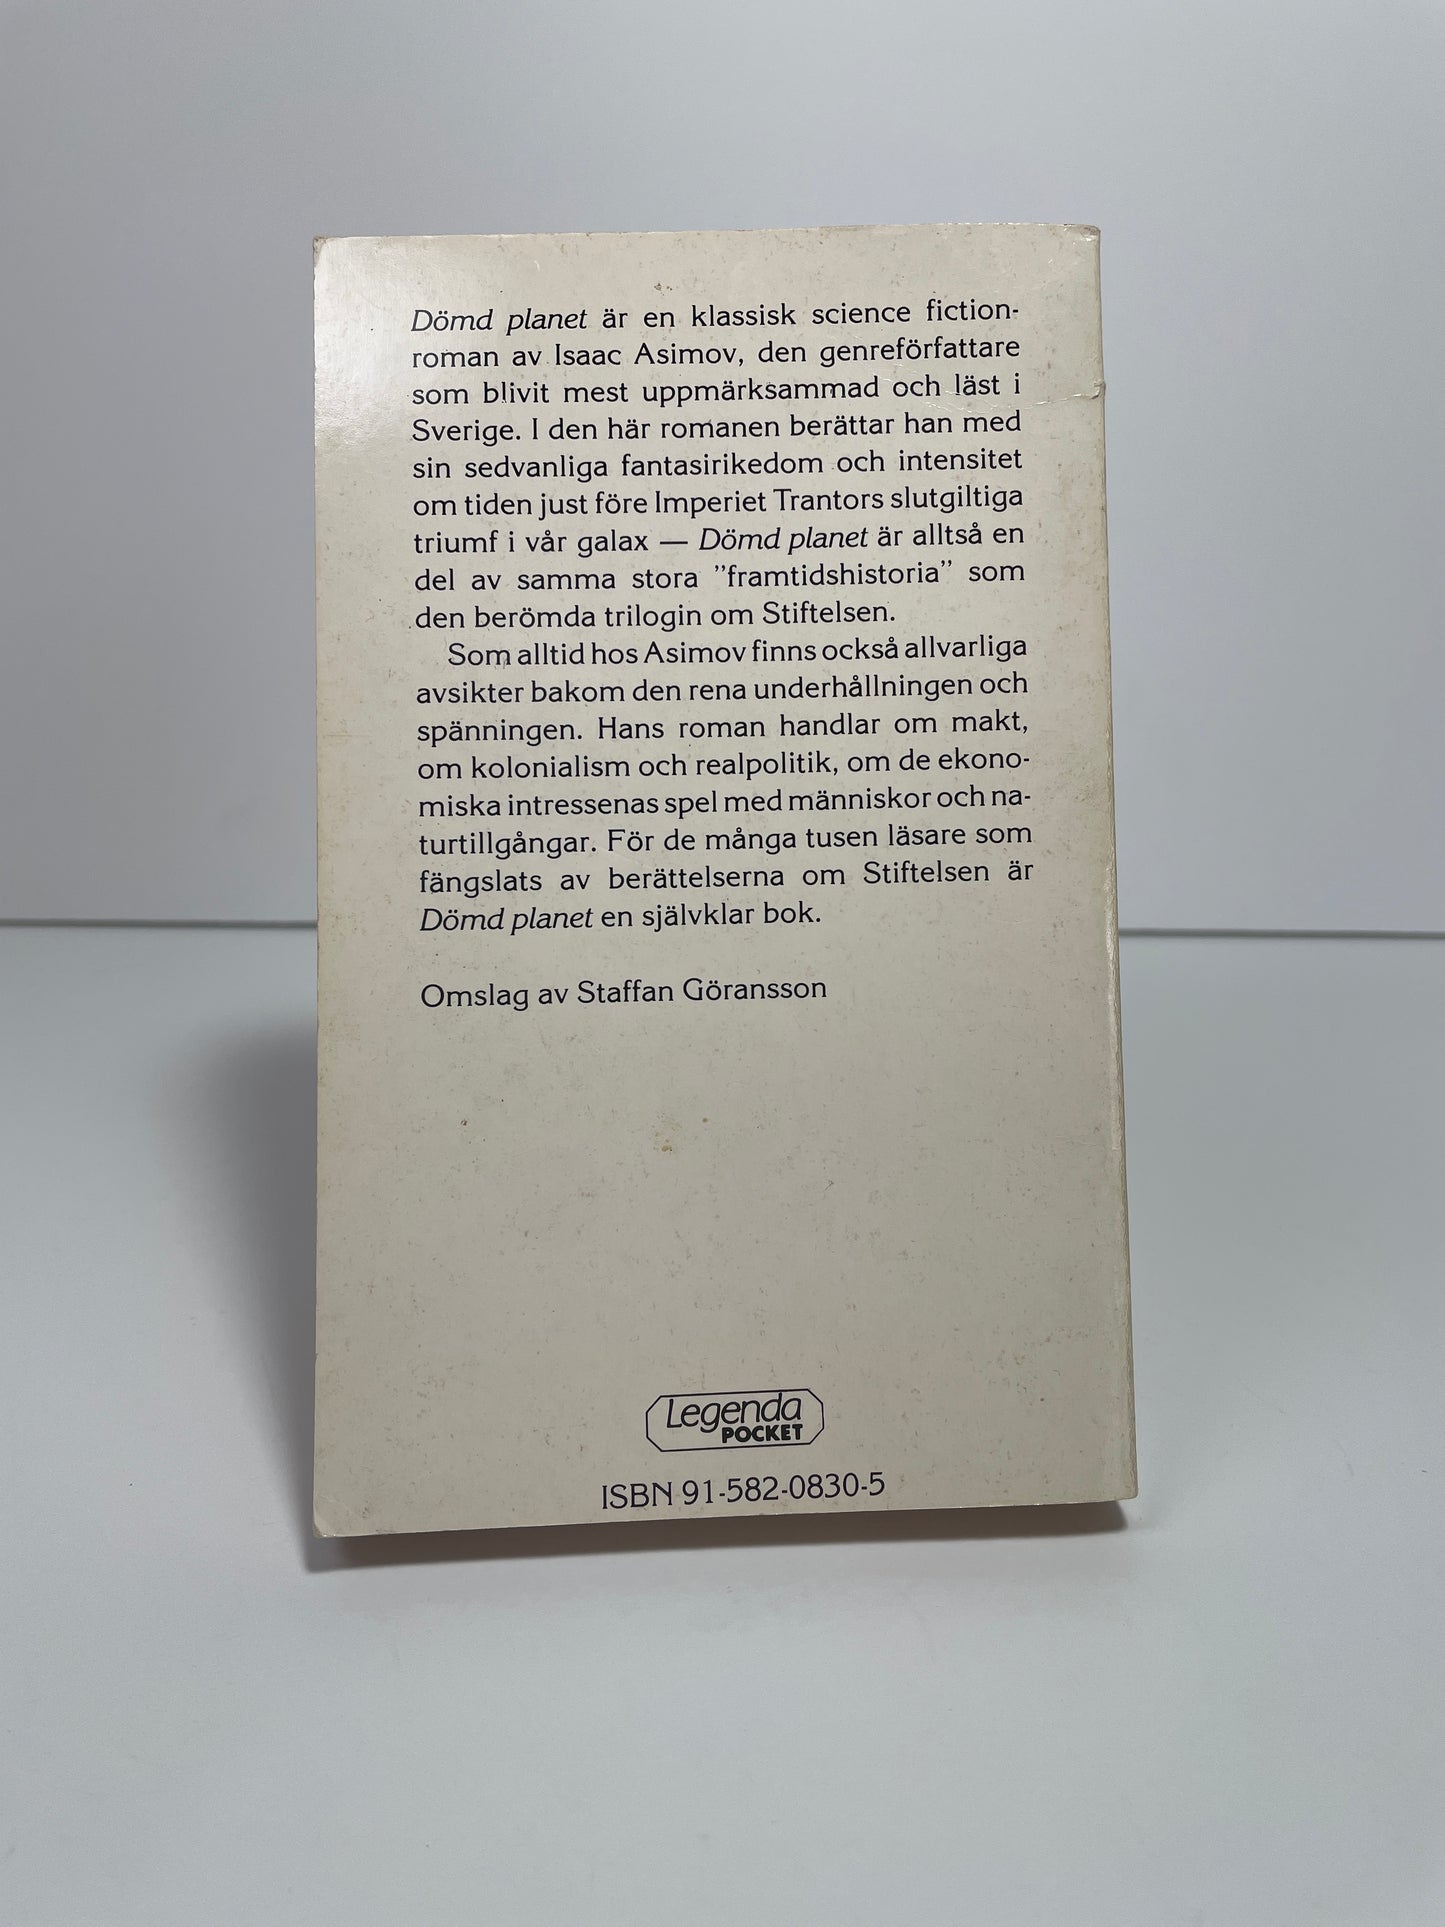 Dömd planet är en klassisk science fiction-
roman av Isaac Asimov, den genreförfattare
som blivit mest uppmärksammad och läst i
Sverige. I den här romanen berättar han med
sin sedvanliga fantasirikedom och intensitet
om tiden just före Imperiet Trantors slutgiltiga
triumf i vår galax — Dömd planet är alltså en
del av samma stora ”framtidshistoria” som
den berömda trilogin om Stiftelsen.
Som alltid hos Asimov finns också allvarliga
avsikter bakom den rena underhållningen och
spänningen. Hans roman handlar om makt,
om kolonialism och realpolitik, om de ekono-
miska intressenas spel med människor och na-
turtillgångar. För de många tusen läsare som
fängslats av berättelserna om Stiftelsen är
Dömd planet en självklar bok.
Omslag av Staffan Göransson
Legenda
POCKET
ISBN 91-582-0830-5